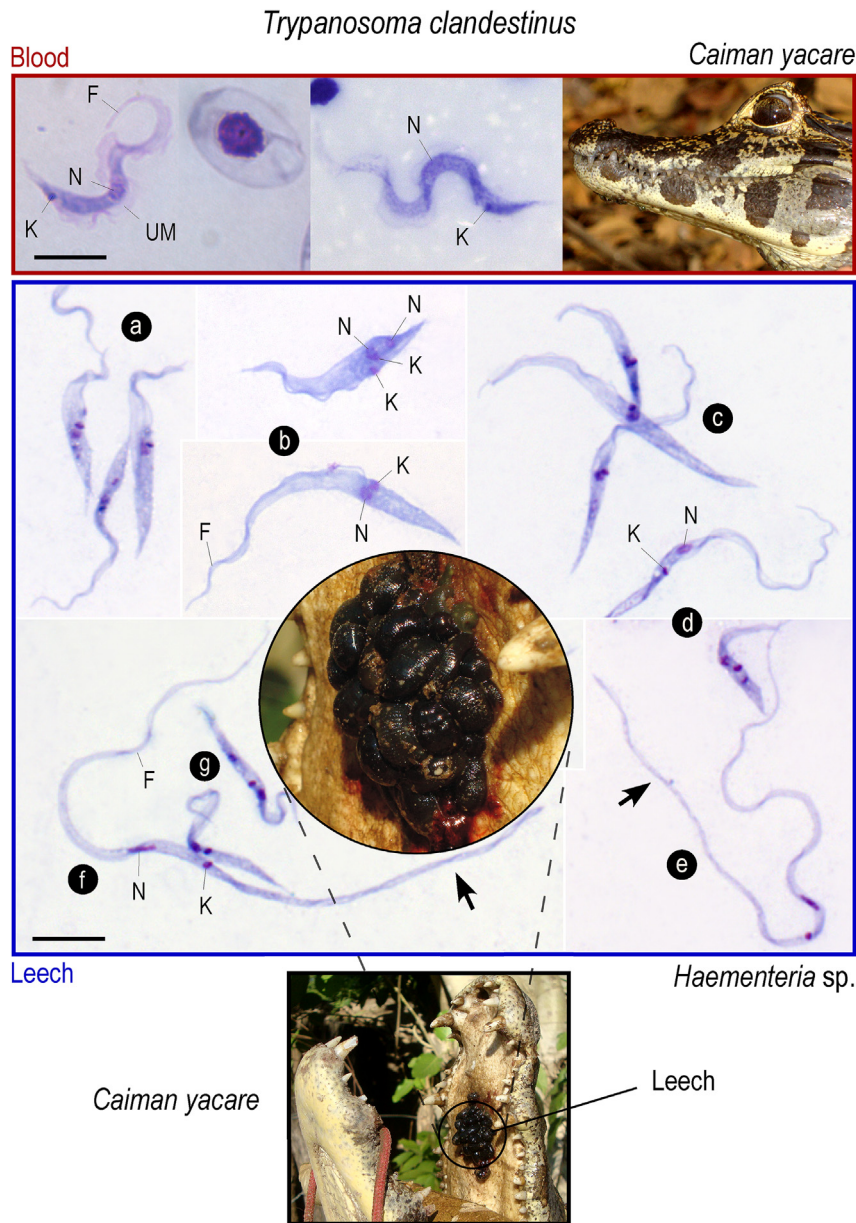 Trypanosoma clandestinus
Blood
Caiman yacare
F
N
K
UM
N
K
a
N
N
K
K
b
K
N
F
c
N
K
d
g
F
f
N
K
e
Leech
Haementeria sp.
Caiman yacare
Leech